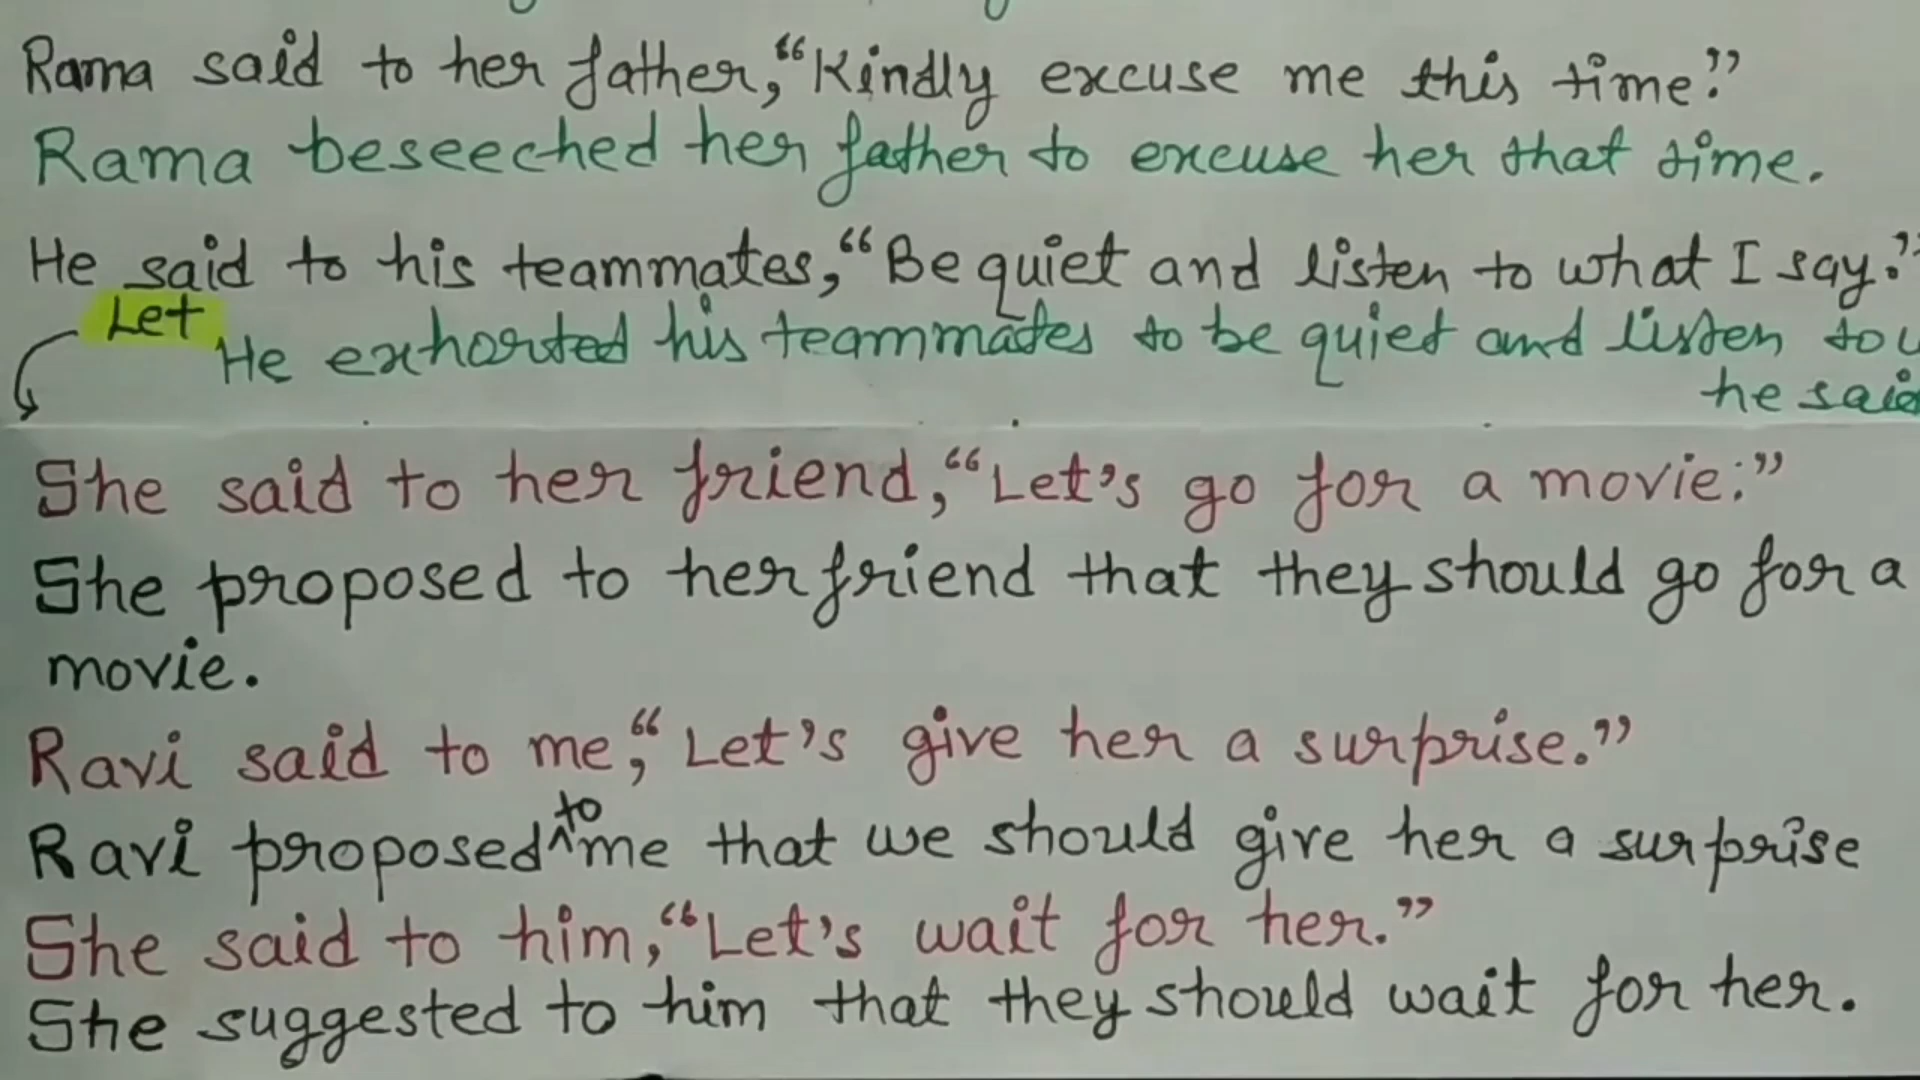 Rama said to her father, "Kindly excuse me this time."
Rama beseeched her father to excuse her that time.
He said to his teammates, "Be quiet and listen to what I say."
Let
He exhorted his teammates to be quiet and listen to
he said
She said to her friend, "Let's go for a movie."
She proposed to her friend that they should go for a
movie.
Ravi said to me, "Let's give her a surprise."
to
Ravi proposed ^ me that we should give her a surprise
She said to him, "Let's wait for her."
She suggested to him that they should wait for her.